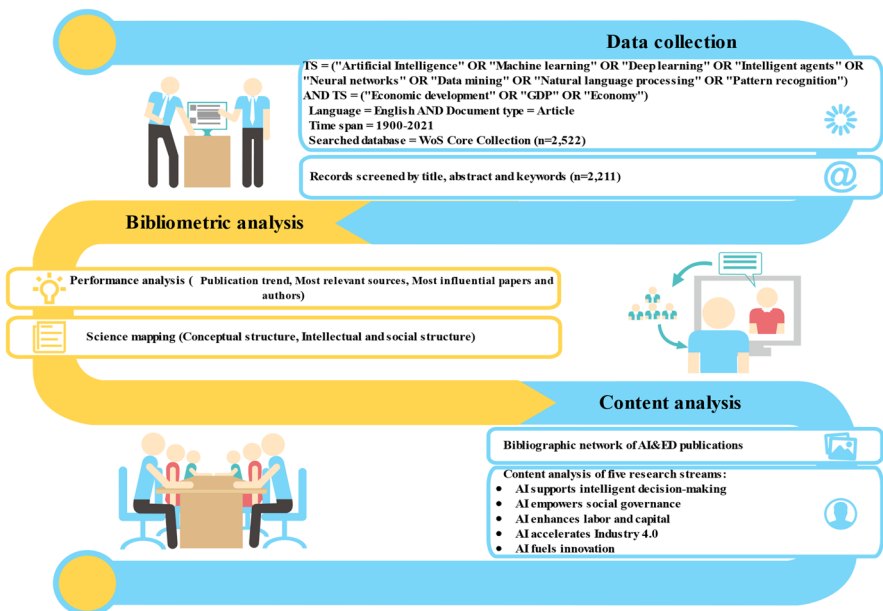 Data collection
TS = ("Artificial Intelligence" OR "Machine learning" OR "Deep learning" OR "Intelligent agents" OR
"Neural networks" OR "Data mining" OR "Natural language processing" OR "Pattern recognition")
AND TS = ("Economic development" OR "GDP" OR "Economy")
Language = English AND Document type = Article
Time span = 1900-2021
Searched database = WoS Core Collection (n=2,522)
Records screened by title, abstract and keywords (n=2,211)
@
Bibliometric analysis
Performance analysis ( Publication trend, Most relevant sources, Most influential papers and
authors)
Science mapping (Conceptual structure, Intellectual and social structure)
Content analysis
Bibliographic network of AI&ED publications
Content analysis of five research streams:
• AI supports intelligent decision-making
• AI empowers social governance
• AI enhances labor and capital
• AI accelerates Industry 4.0
• AI fuels innovation